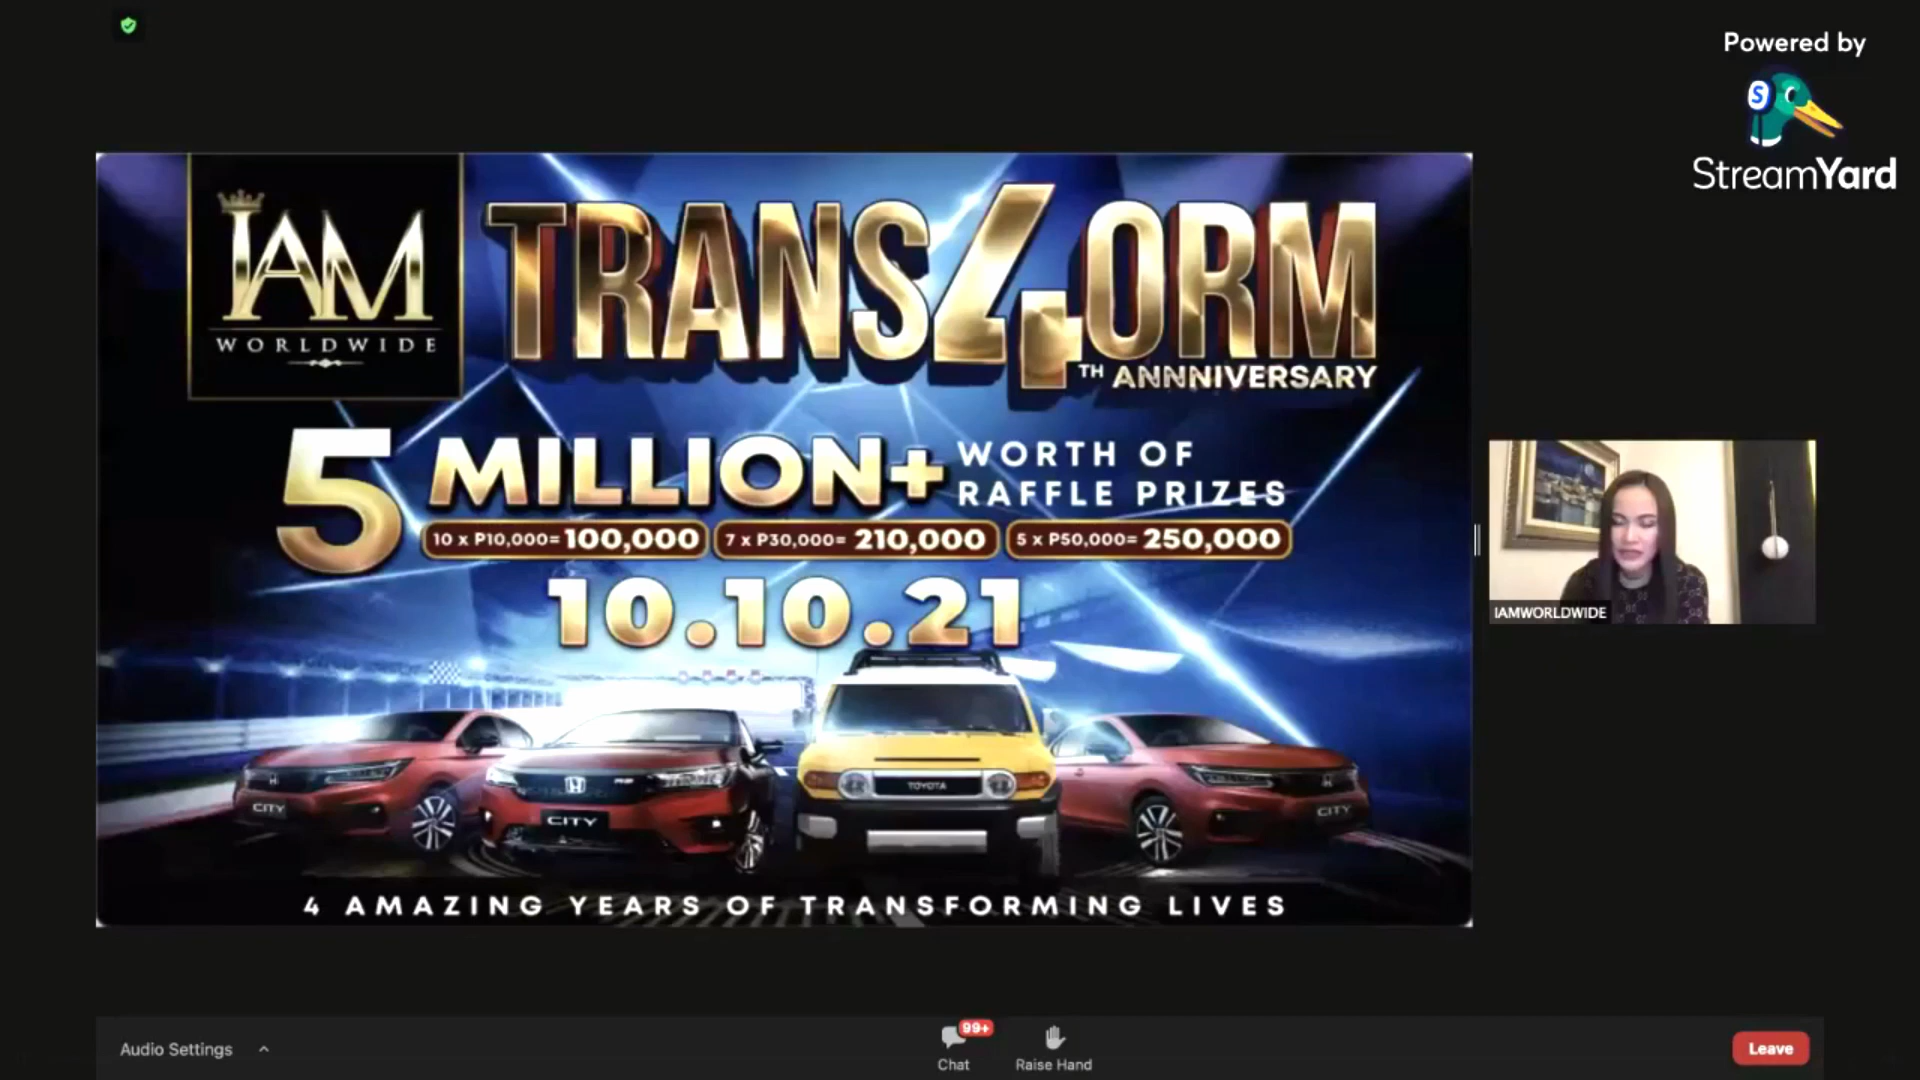 Powered by
S
StreamYard
IAM
WORLDWIDE
TRANS4ORM
TH ANNNIVERSARY
5 MILLION+ WORTH OF
RAFFLE PRIZES
10 x P10,000= 100,000
7 x P30,000= 210,000
5 x P50,000= 250,000
10.10.21
CITY
CITY
TOYOTA
CITY
4 AMAZING YEARS OF TRANSFORMING LIVES
IAMWORLDWIDE
Audio Settings
99+
Chat
Raise Hand
Leave